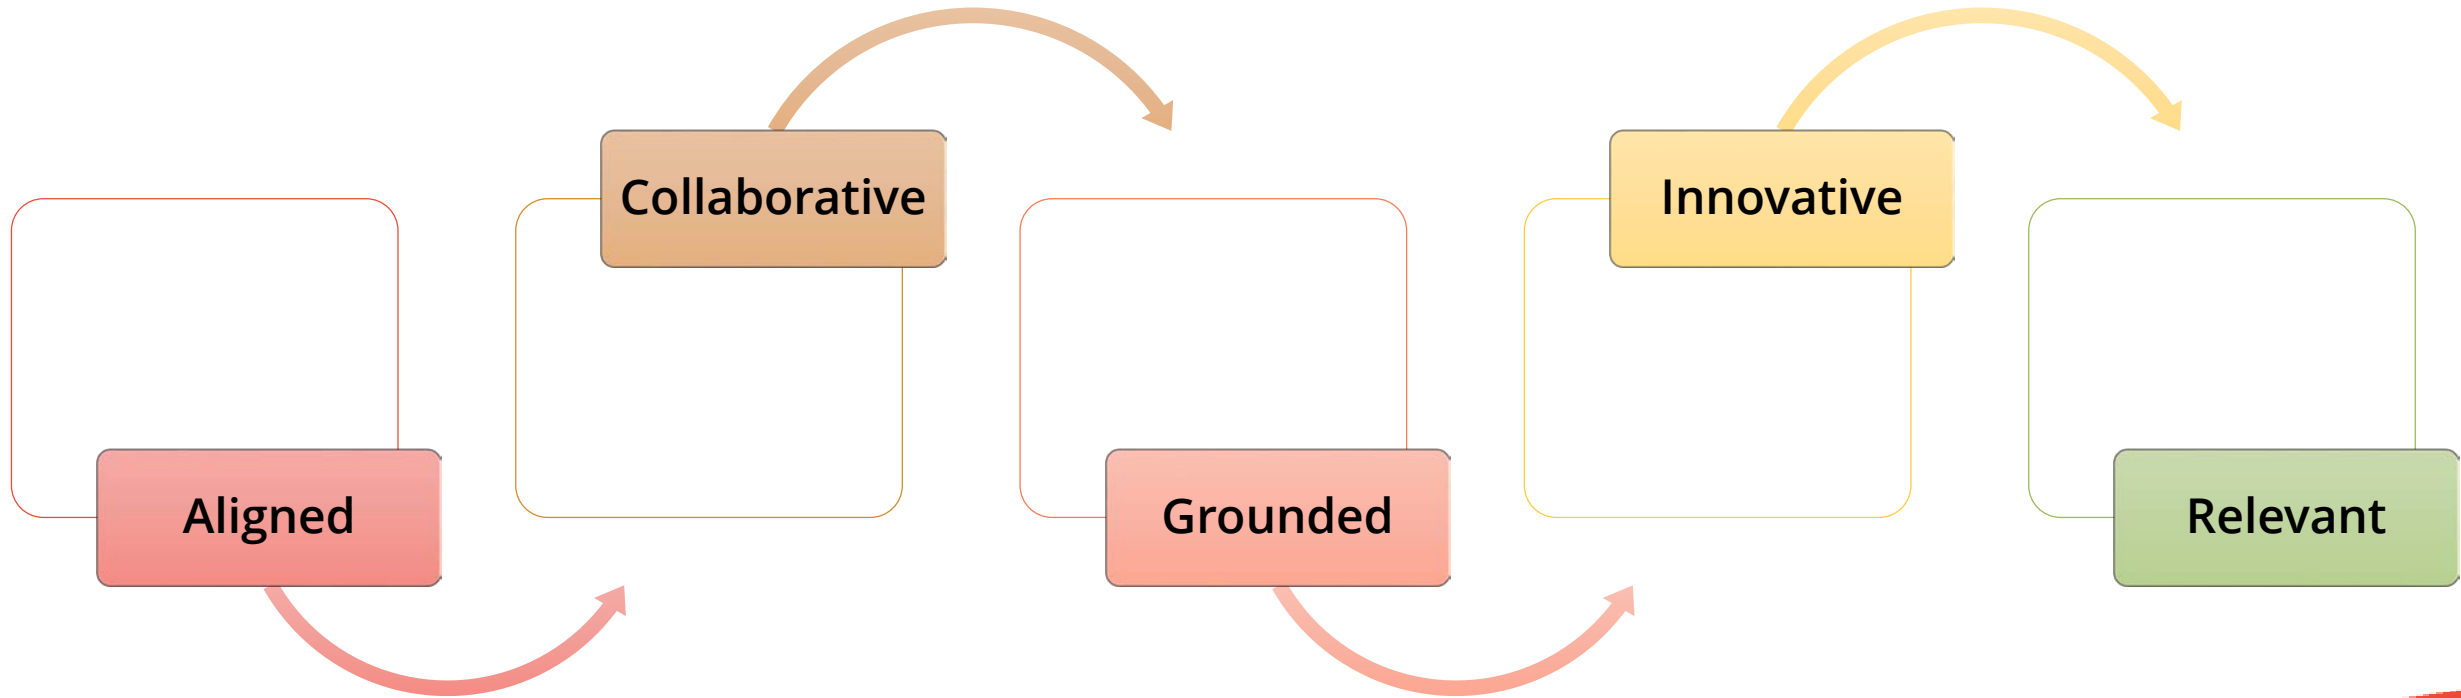 Aligned
Collaborative
Grounded
Innovative
Relevant